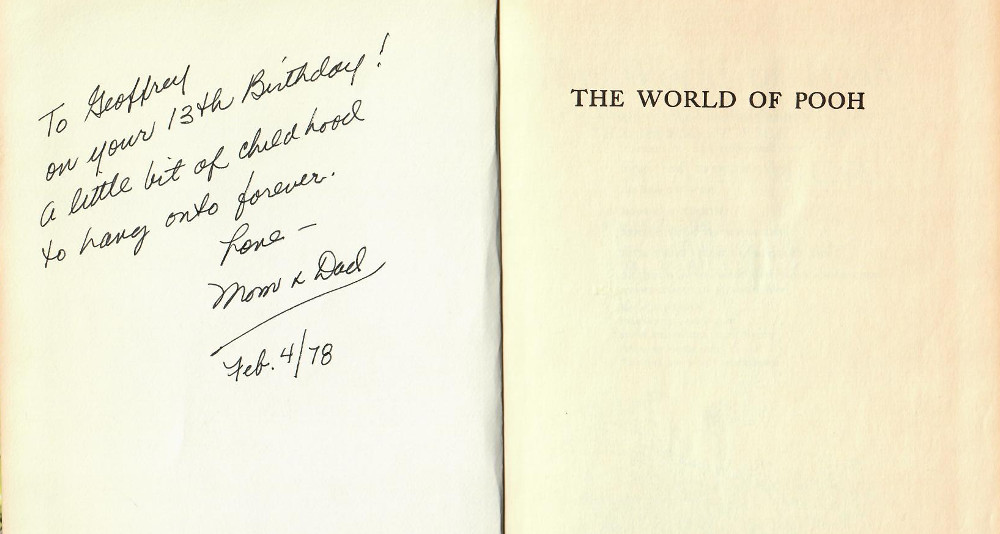 To Geoffrey
on your 13th Birthday!
a little bit of childhood
to hang onto forever.
Love -
Mom & Dad
Feb. 4/78
THE WORLD OF POOH